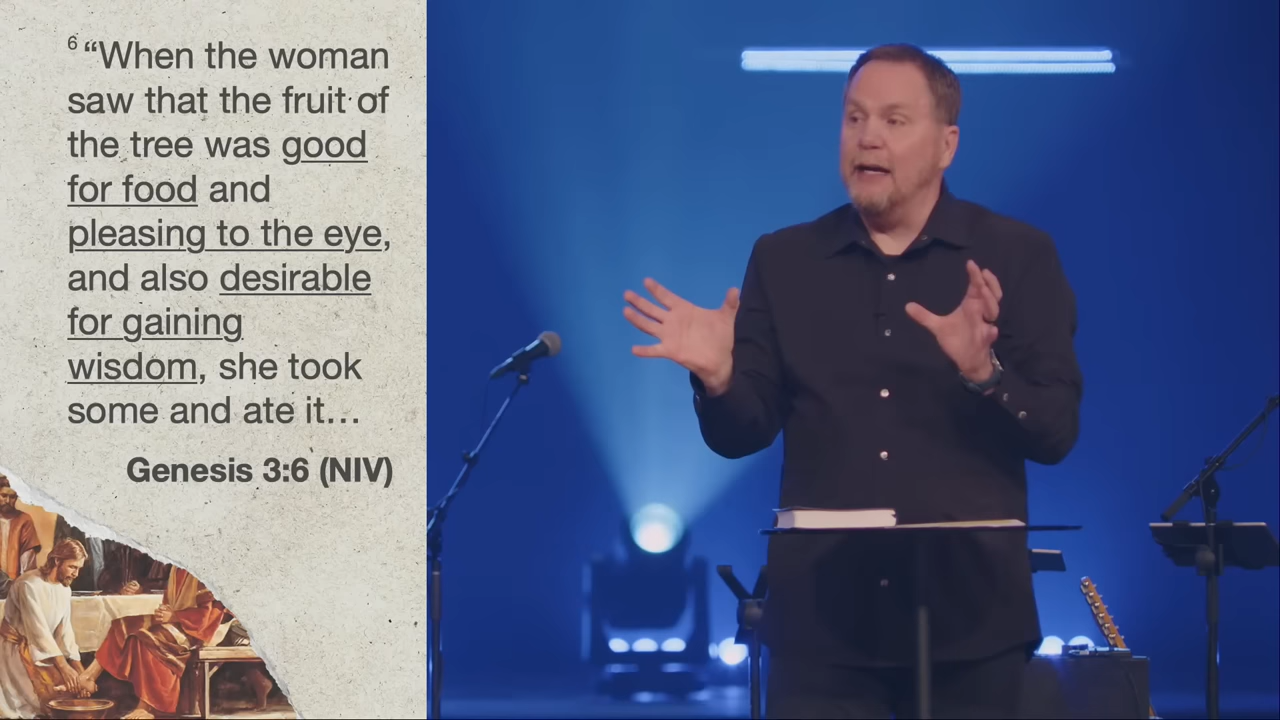 6 “When the woman
saw that the fruit of
the tree was good
for food and
pleasing to the eye,
and also desirable
for gaining
wisdom, she took
some and ate it…
Genesis 3:6 (NIV)